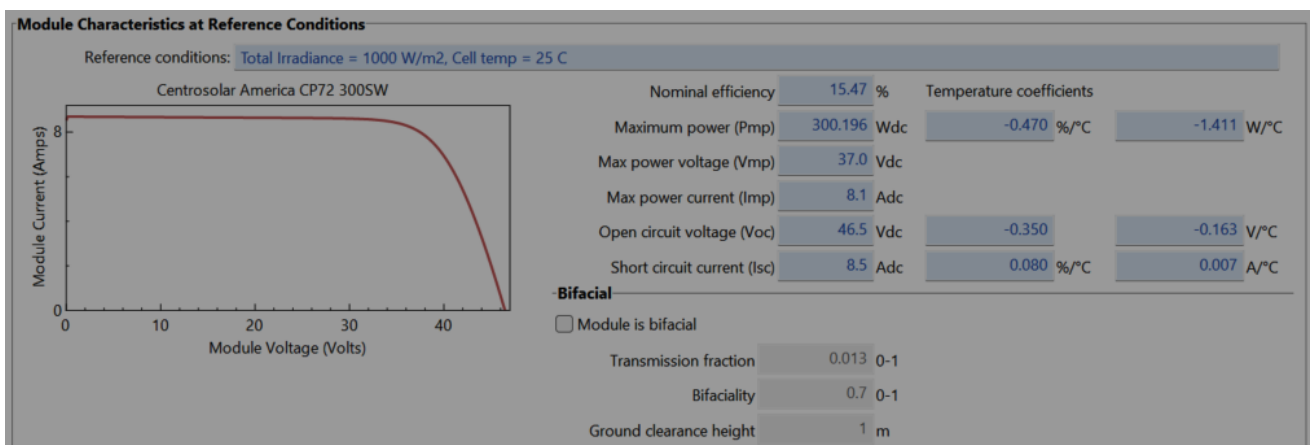 Module Characteristics at Reference Conditions
Reference conditions: Total Irradiance = 1000 W/m2, Cell temp = 25 C
Centrosolar America CP72 300SW
Module Current (Amps)
8
0
0 10 20 30 40
Module Voltage (Volts)
Nominal efficiency 15.47 % Temperature coefficients
Maximum power (Pmp) 300.196 Wdc -0.470 %/°C -1.411 W/°C
Max power voltage (Vmp) 37.0 Vdc
Max power current (Imp) 8.1 Adc
Open circuit voltage (Voc) 46.5 Vdc -0.350 -0.163 V/°C
Short circuit current (Isc) 8.5 Adc 0.080 %/°C 0.007 A/°C
Bifacial
Module is bifacial
Transmission fraction 0.013 0-1
Bifaciality 0.7 0-1
Ground clearance height 1 m